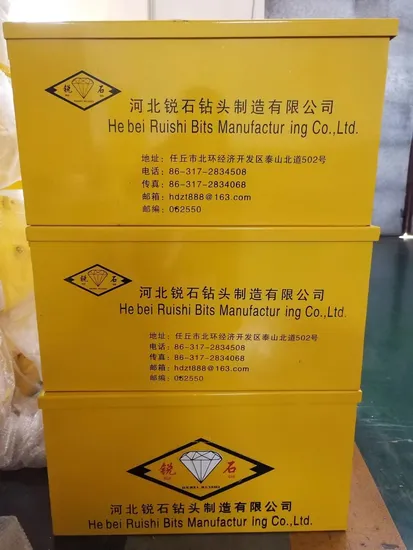 锐 石
河北锐石钻头制造有限公司
He bei Ruishi Bits Manufactur ing Co.,Ltd.
地址：任丘市北环经济开发区泰山北道502号
电话：86-317-2834508
传真：86-317-2834068
邮箱：hdzt888@163.com
邮编：062550
锐 石
河北锐石钻头制造有限公司
He bei Ruishi Bits Manufactur ing Co.,Ltd.
地址：任丘市北环经济开发区泰山北道502号
电话：86-317-2834508
传真：86-317-2834068
邮箱：hdzt888@163.com
邮编：062550
锐 石
河北锐石钻头制造有限公司
He bei Ruishi Bits Manufactur Ing Co.,Ltd.